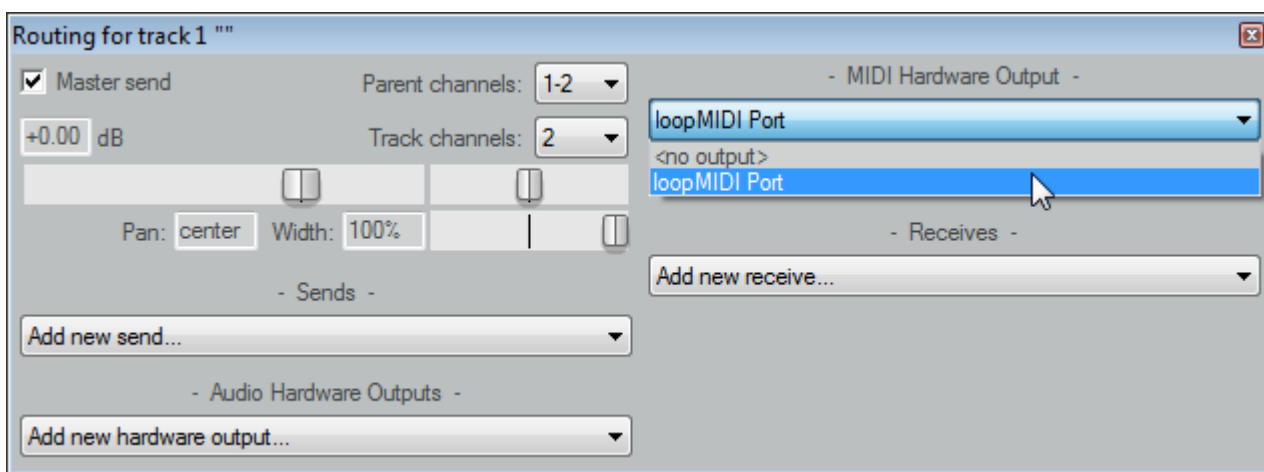 Routing for track 1 ""
Master send
Parent channels: 1-2
+0.00 dB
Track channels: 2
Pan: center Width: 100%
- Sends -
Add new send...
- Audio Hardware Outputs -
Add new hardware output...
- MIDI Hardware Output -
loopMIDI Port
<no output>
loopMIDI Port
- Receives -
Add new receive...